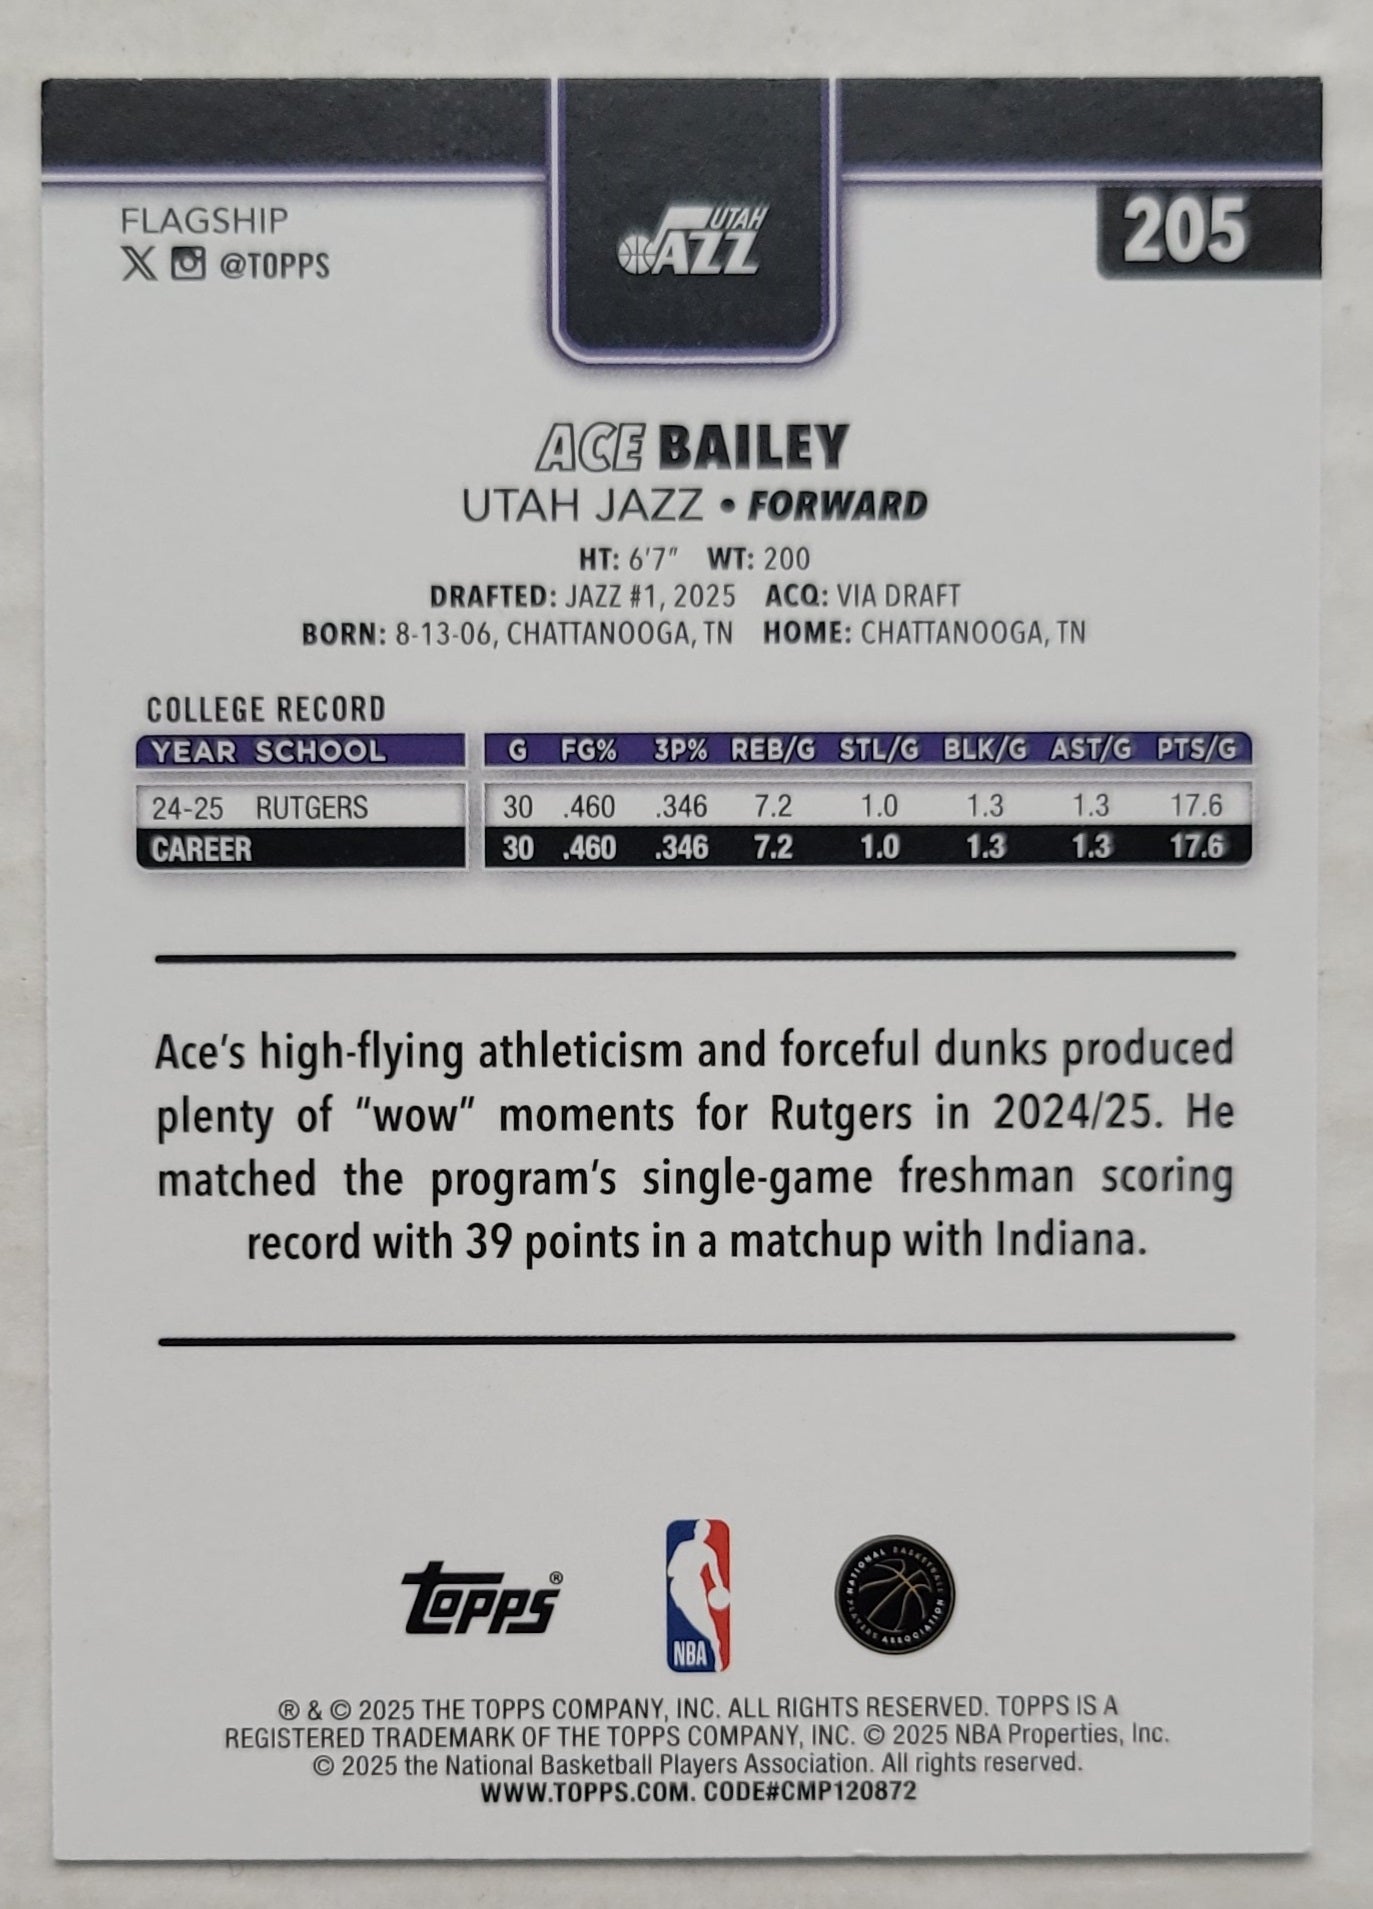 UTAH
JAZZ
FLAGSHIP
205
@TOPPS
ACE BAILEY
UTAH JAZZ • FORWARD
HT: 6'7" WT: 200
DRAFTED: JAZZ #1, 2025 ACQ: VIA DRAFT
BORN: 8-13-06, CHATTANOOGA, TN HOME: CHATTANOOGA, TN
COLLEGE RECORD
YEAR SCHOOL G FG% 3P% REB/G STL/G BLK/G AST/G PTS/G
24-25 RUTGERS 30 .460 .346 7.2 1.0 1.3 1.3 17.6
CAREER 30 .460 .346 7.2 1.0 1.3 1.3 17.6
Ace's high-flying athleticism and forceful dunks produced
plenty of "wow" moments for Rutgers in 2024/25. He
matched the program's single-game freshman scoring
record with 39 points in a matchup with Indiana.
TOPPS®
NBA
NATIONAL BASKETBALL PLAYERS ASSOCIATION
® & © 2025 THE TOPPS COMPANY, INC. ALL RIGHTS RESERVED. TOPPS IS A
REGISTERED TRADEMARK OF THE TOPPS COMPANY, INC. © 2025 NBA Properties, Inc.
© 2025 the National Basketball Players Association. All rights reserved.
WWW.TOPPS.COM. CODE#CMP120872